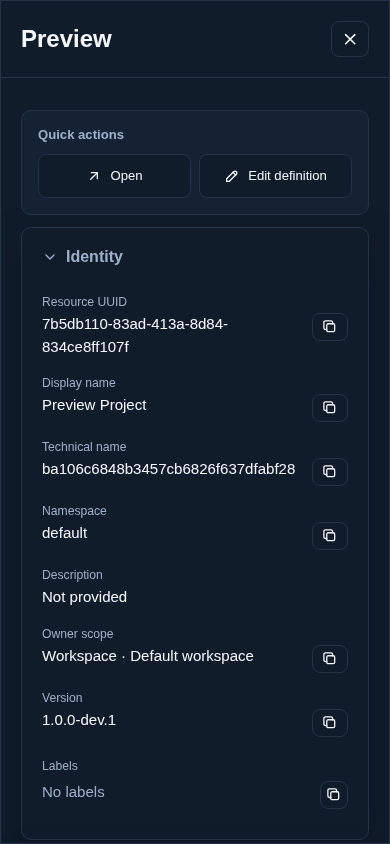 Preview
Quick actions
Open
Edit definition
Identity
Resource UUID
7b5db110-83ad-413a-8d84-
834ce8ff107f
Display name
Preview Project
Technical name
ba106c6848b3457cb6826f637dfabf28
Namespace
default
Description
Not provided
Owner scope
Workspace · Default workspace
Version
1.0.0-dev.1
Labels
No labels